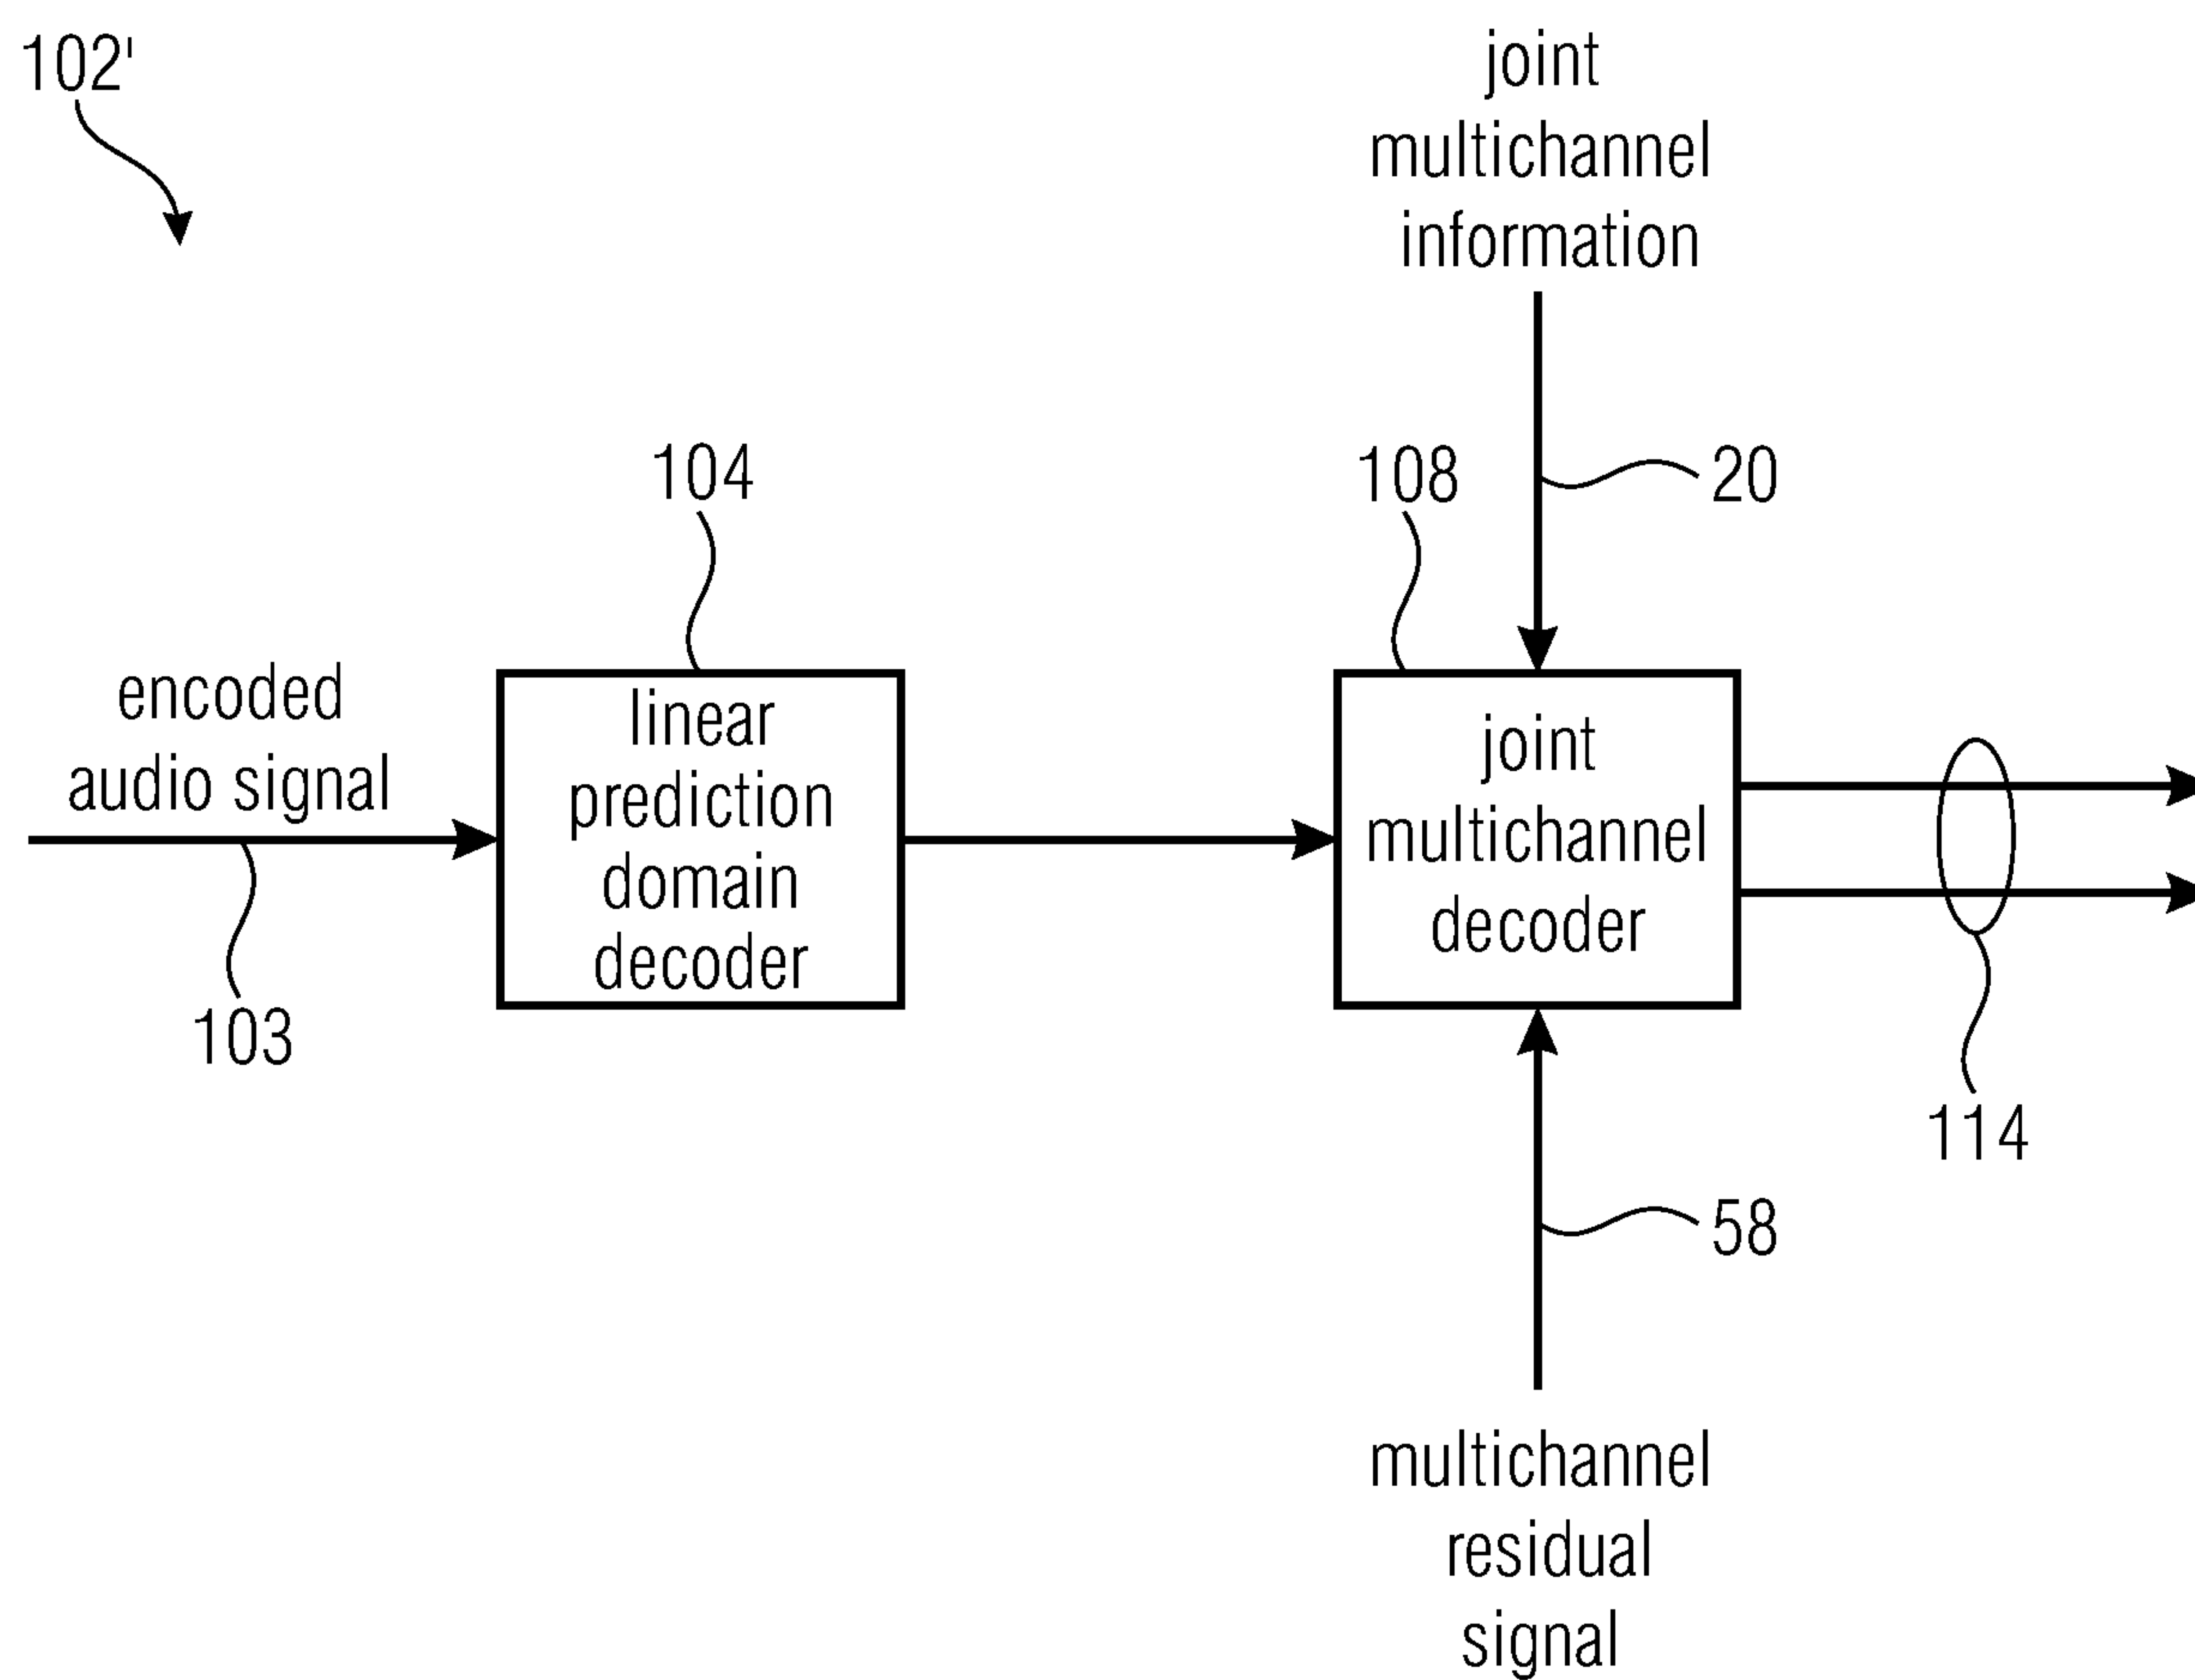 102'
joint
multichannel
information
104
108
20
encoded
audio signal
103
linear
prediction
domain
decoder
joint
multichannel
decoder
114
58
multichannel
residual
signal